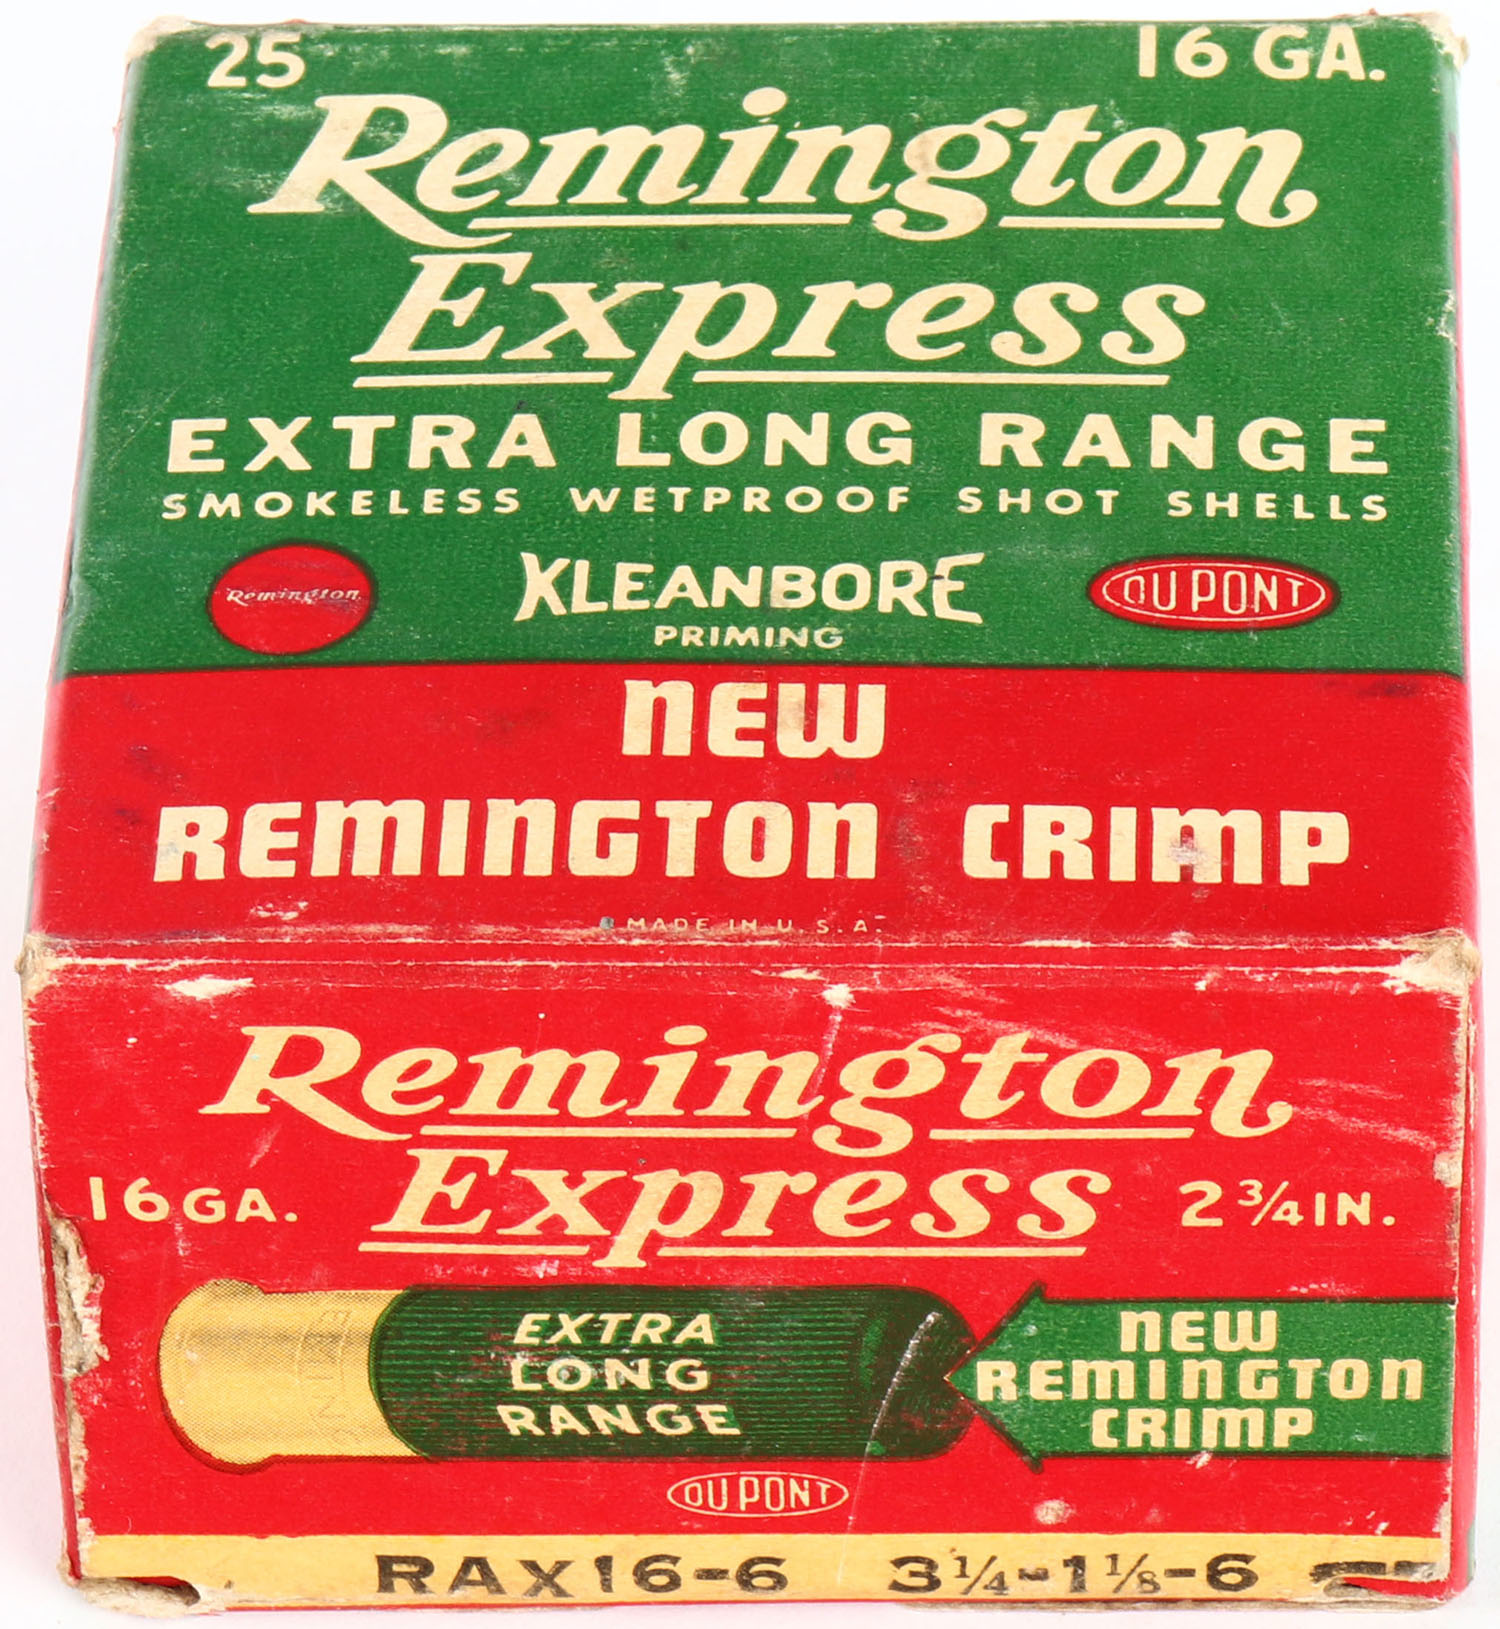 25 16 GA.
Remington
Express
EXTRA LONG RANGE
SMOKELESS WETPROOF SHOT SHELLS
Remington
KLEANBORE
PRIMING
DU PONT
NEW
REMINGTON CRIMP
MADE IN U.S.A.
Remington
Express
16 GA.
2 3/4 IN.
EXTRA
LONG
RANGE
NEW
REMINGTON
CRIMP
DU PONT
RAX16-6 3 1/4-1 1/8-6